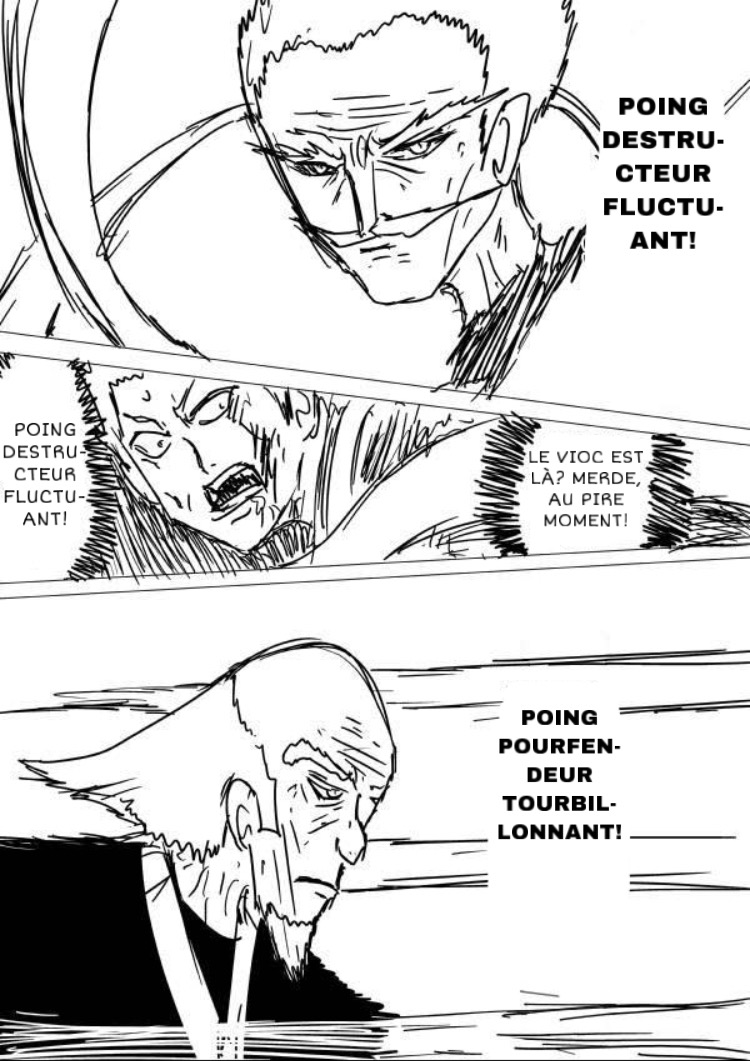 POING
DESTRU-
CTEUR
FLUCTU-
ANT!
POING
DESTRU-
CTEUR
FLUCTU-
ANT!
LE VIOC EST
LÀ? MERDE,
AU PIRE
MOMENT!
POING
POURFEN-
DEUR
TOURBIL-
LONNANT!